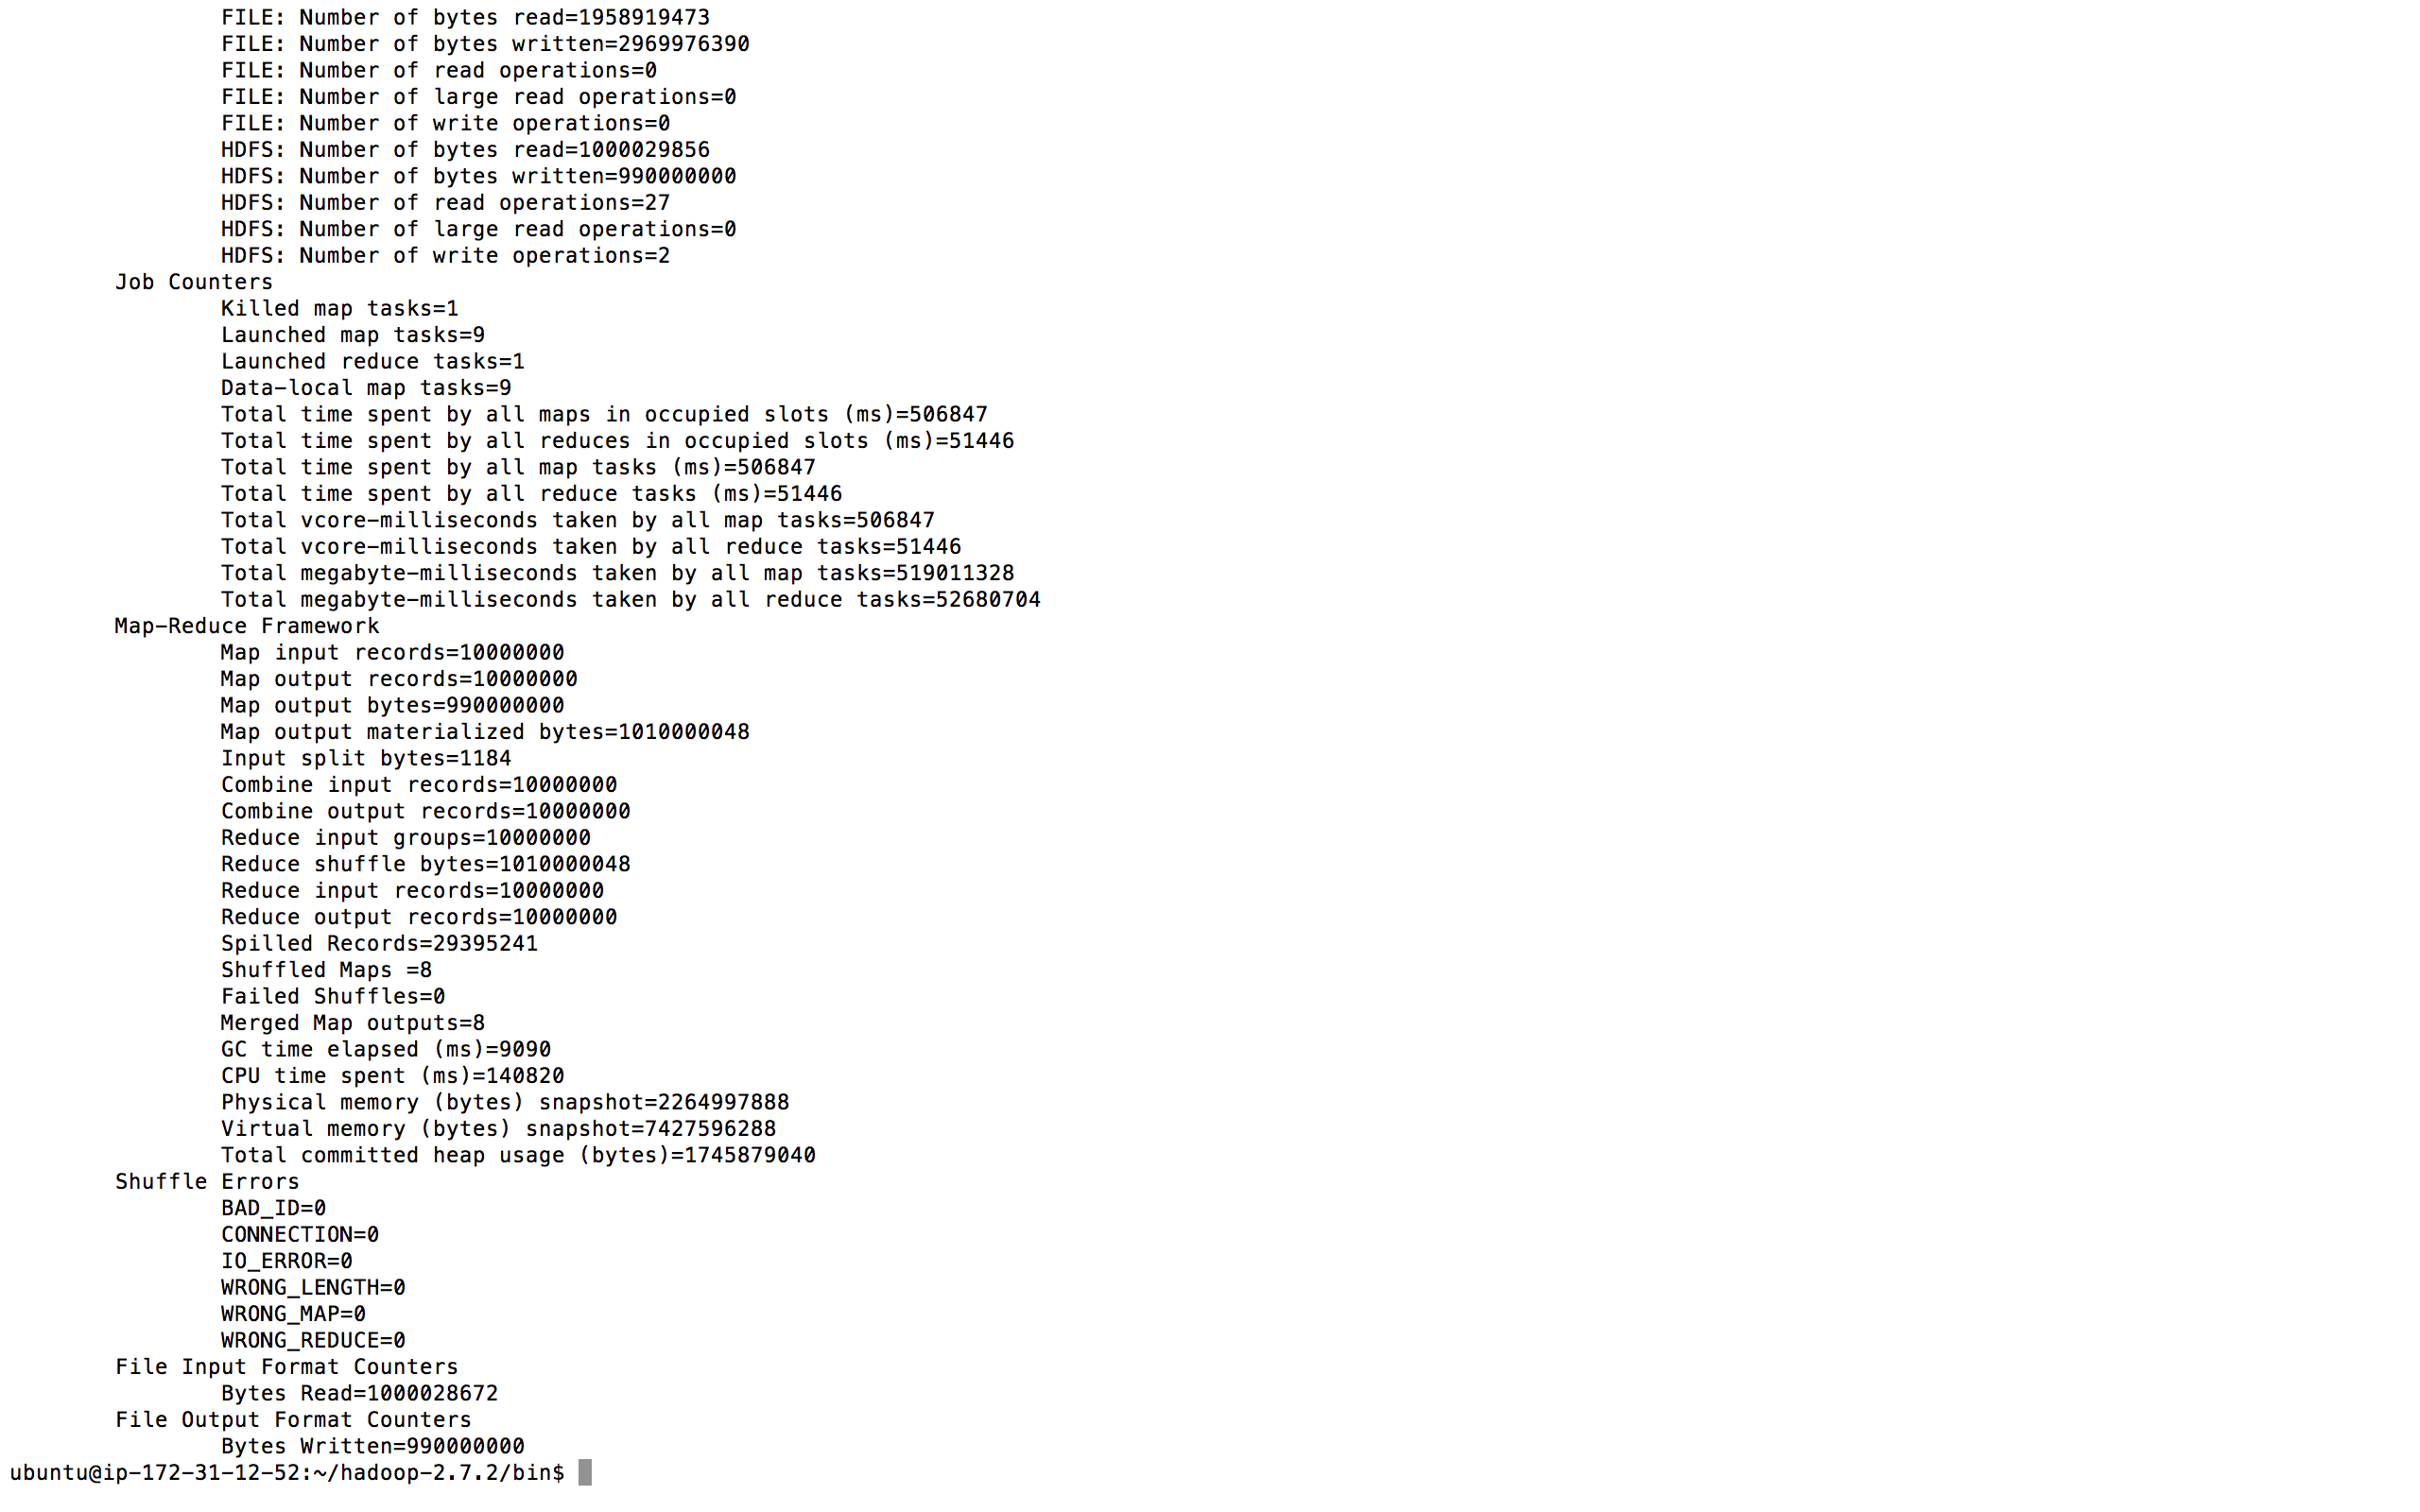 FILE: Number of bytes read=1958919473
FILE: Number of bytes written=2969976390
FILE: Number of read operations=0
FILE: Number of large read operations=0
FILE: Number of write operations=0
HDFS: Number of bytes read=1000029856
HDFS: Number of bytes written=990000000
HDFS: Number of read operations=27
HDFS: Number of large read operations=0
HDFS: Number of write operations=2
Job Counters
Killed map tasks=1
Launched map tasks=9
Launched reduce tasks=1
Data-local map tasks=9
Total time spent by all maps in occupied slots (ms)=506847
Total time spent by all reduces in occupied slots (ms)=51446
Total time spent by all map tasks (ms)=506847
Total time spent by all reduce tasks (ms)=51446
Total vcore-milliseconds taken by all map tasks=506847
Total vcore-milliseconds taken by all reduce tasks=51446
Total megabyte-milliseconds taken by all map tasks=519011328
Total megabyte-milliseconds taken by all reduce tasks=52680704
Map-Reduce Framework
Map input records=10000000
Map output records=10000000
Map output bytes=990000000
Map output materialized bytes=1010000048
Input split bytes=1184
Combine input records=10000000
Combine output records=10000000
Reduce input groups=10000000
Reduce shuffle bytes=1010000048
Reduce input records=10000000
Reduce output records=10000000
Spilled Records=29395241
Shuffled Maps =8
Failed Shuffles=0
Merged Map outputs=8
GC time elapsed (ms)=9090
CPU time spent (ms)=140820
Physical memory (bytes) snapshot=2264997888
Virtual memory (bytes) snapshot=7427596288
Total committed heap usage (bytes)=1745879040
Shuffle Errors
BAD_ID=0
CONNECTION=0
IO_ERROR=0
WRONG_LENGTH=0
WRONG_MAP=0
WRONG_REDUCE=0
File Input Format Counters
Bytes Read=1000028672
File Output Format Counters
Bytes Written=990000000
ubuntu@ip-172-31-12-52:~/hadoop-2.7.2/bin$